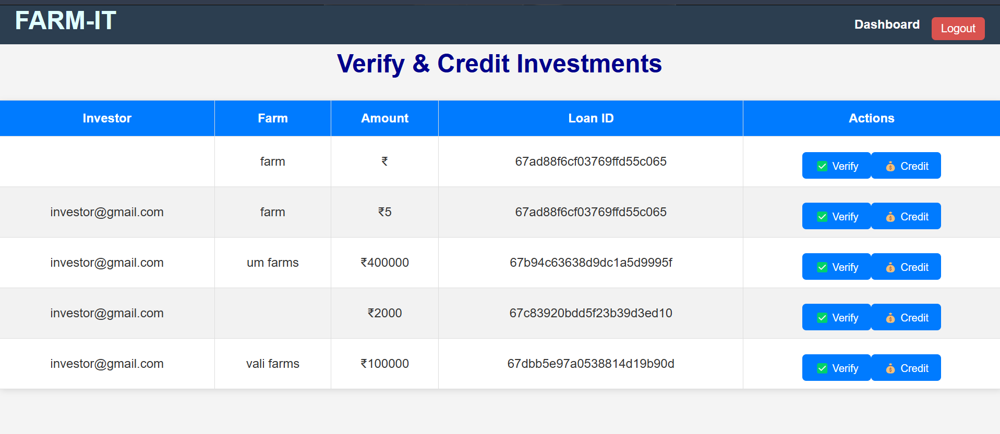 FARM-IT
Dashboard
Logout
Verify & Credit Investments
Investor Farm Amount Loan ID Actions
farm ₹ 67ad88f6cf03769ffd55c065 ✅ Verify 💰 Credit
investor@gmail.com farm ₹5 67ad88f6cf03769ffd55c065 ✅ Verify 💰 Credit
investor@gmail.com um farms ₹400000 67b94c63638d9dc1a5d9995f ✅ Verify 💰 Credit
investor@gmail.com ₹2000 67c83920bdd5f23b39d3ed10 ✅ Verify 💰 Credit
investor@gmail.com vali farms ₹100000 67dbb5e97a0538814d19b90d ✅ Verify 💰 Credit